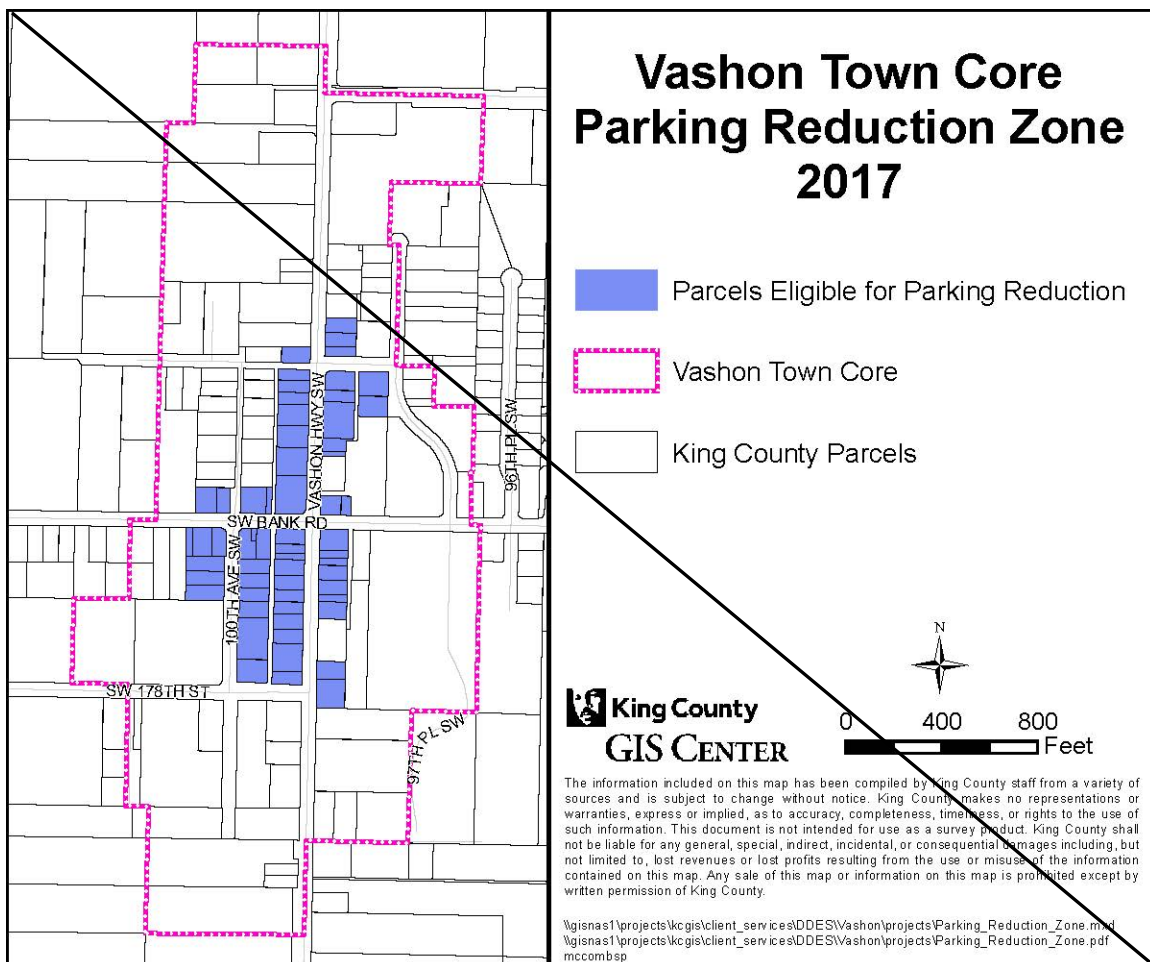 Vashon Town Core
Parking Reduction Zone
2017
Parcels Eligible for Parking Reduction
Vashon Town Core
King County Parcels
VASHON HWY SW
96TH PL SW
SW BANK RD
100TH AVE SW
SW 178TH ST
97TH PL SW
N
King County
GIS CENTER
0 400 800
Feet
The information included on this map has been compiled by King County staff from a variety of
sources and is subject to change without notice. King County makes no representations or
warranties, express or implied, as to accuracy, completeness, timeliness, or rights to the use of
such information. This document is not intended for use as a survey product. King County shall
not be liable for any general, special, indirect, incidental, or consequential damages including, but
not limited to, lost revenues or lost profits resulting from the use or misuse of the information
contained on this map. Any sale of this map or information on this map is prohibited except by
written permission of King County.
\\gisnas1\projects\kcgis\client_services\DDES\Vashon\projects\Parking_Reduction_Zone.mxd
\\gisnas1\projects\kcgis\client_services\DDES\Vashon\projects\Parking_Reduction_Zone.pdf
mccombsp